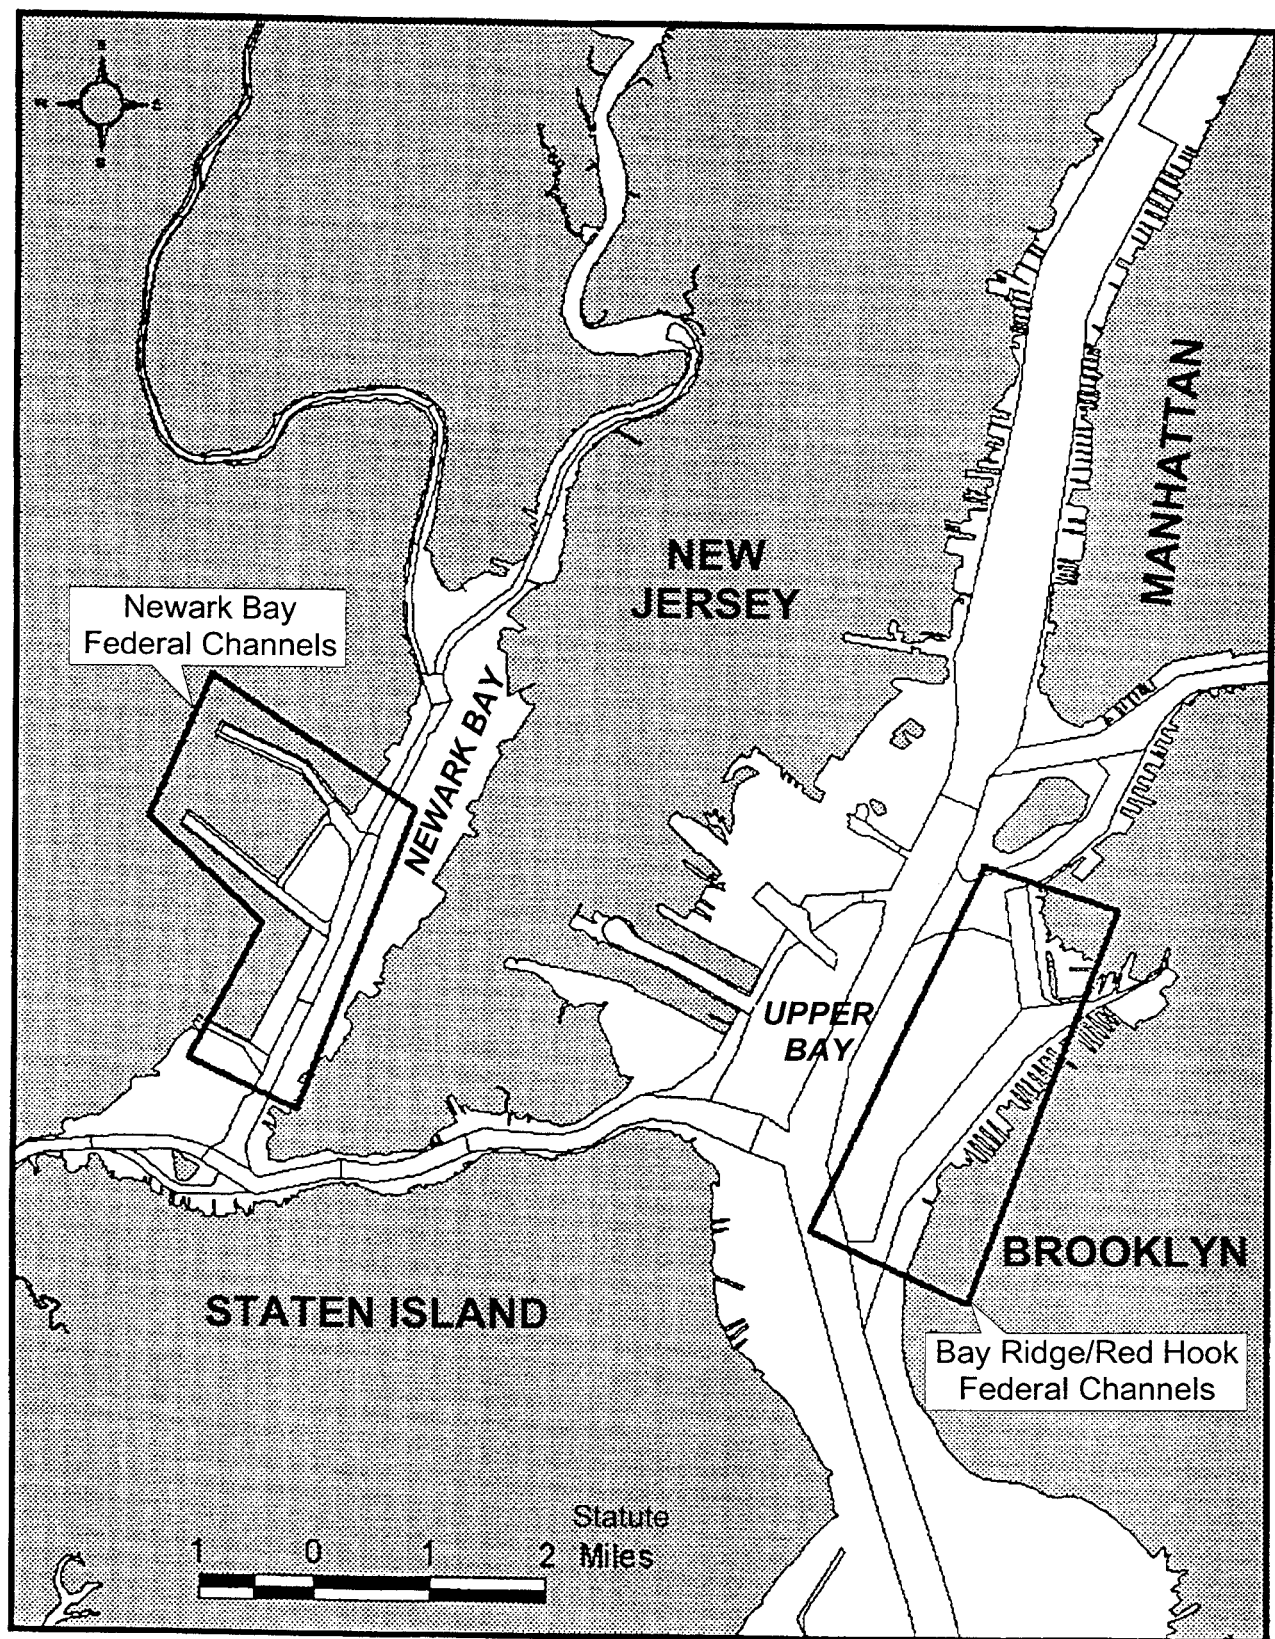 MANHATTAN
NEW
JERSEY
Newark Bay
Federal Channels
NEWARK BAY
UPPER
BAY
BROOKLYN
STATEN ISLAND
Bay Ridge/Red Hook
Federal Channels
Statute
1 0 1 2 Miles